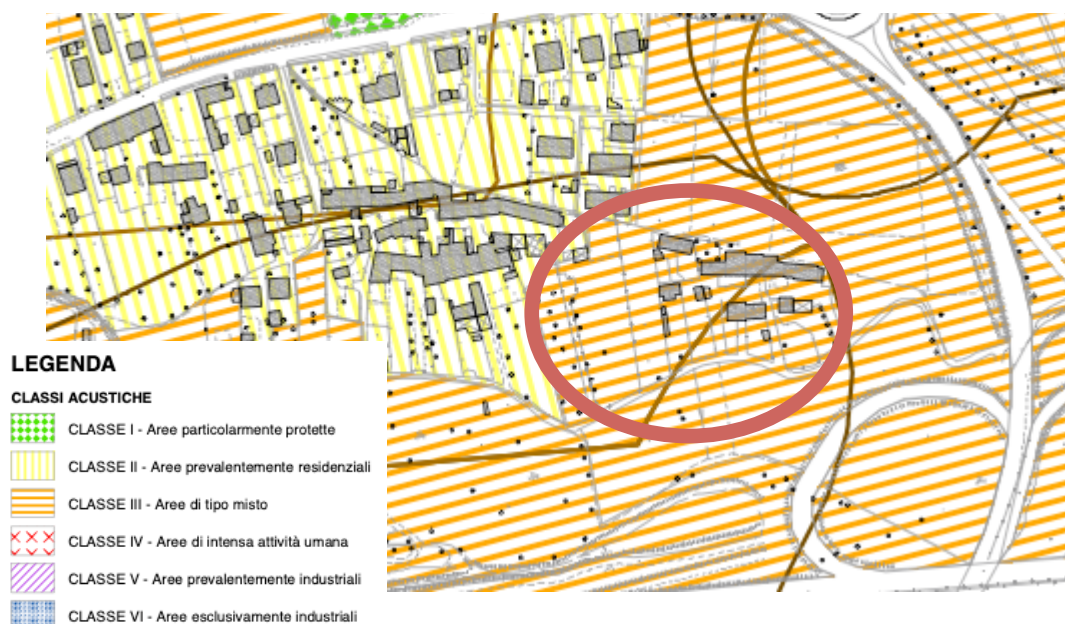 LEGENDA
CLASSI ACUSTICHE
CLASSE I - Aree particolarmente protette
CLASSE II - Aree prevalentemente residenziali
CLASSE III - Aree di tipo misto
CLASSE IV - Aree di intensa attività umana
CLASSE V - Aree prevalentemente industriali
CLASSE VI - Aree esclusivamente industriali